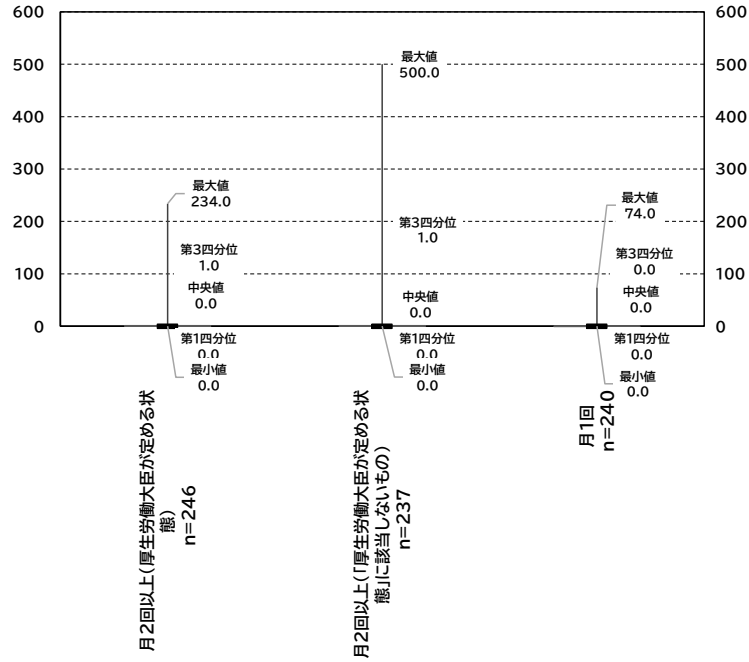 600
500
400
300
200
100
0
600
500
400
300
200
100
0
最大値
234.0
第3四分位
1.0
中央値
0.0
第1四分位
0.0
最小値
0.0
最大値
500.0
第3四分位
1.0
中央値
0.0
第1四分位
0.0
最小値
0.0
最大値
74.0
第3四分位
0.0
中央値
0.0
第1四分位
0.0
最小値
0.0
月2回以上(厚生労働大臣が定める状
態)
n=246
月2回以上(「厚生労働大臣が定める状
態」に該当しないもの)
n=237
月1回
n=240